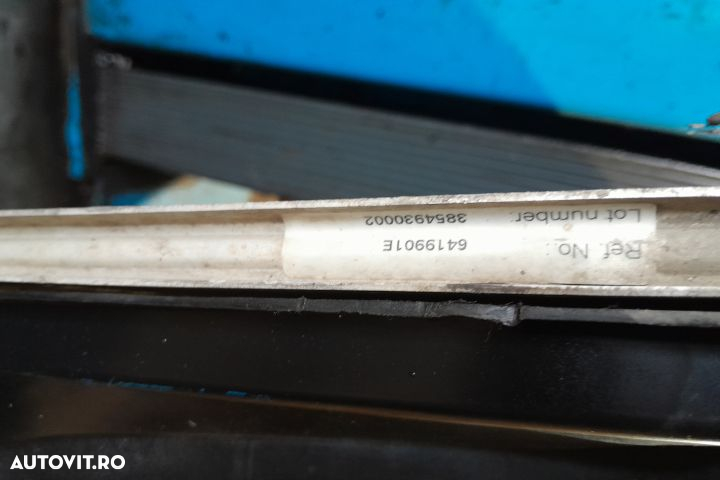 Ref. No.: 6419901E
Lot number: 3854930002
AUTOVIT.RO